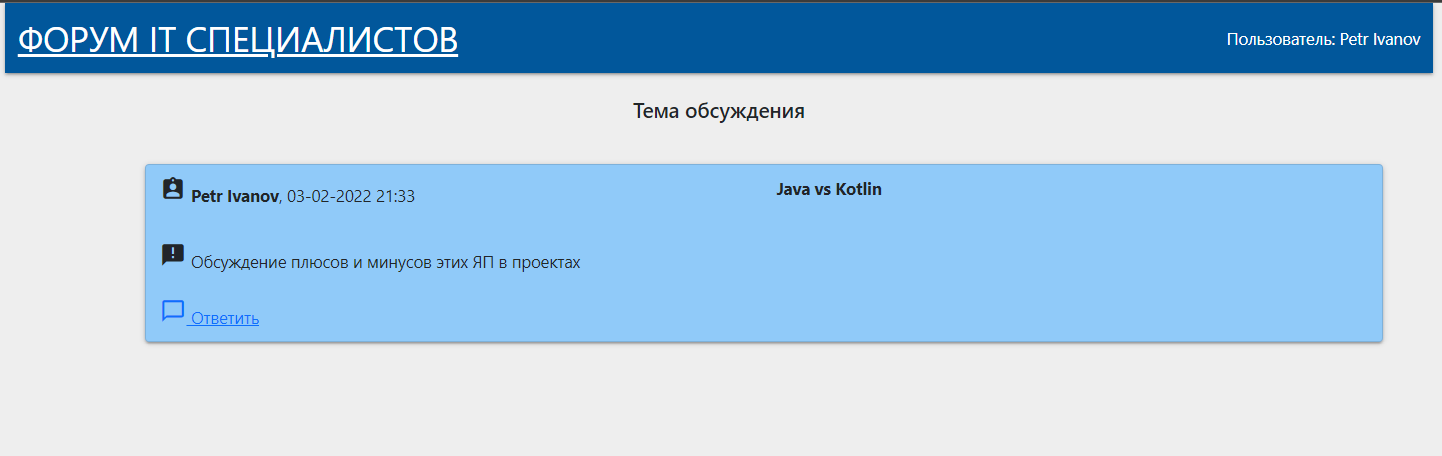 ФОРУМ IT СПЕЦИАЛИСТОВ
Пользователь: Petr Ivanov
Тема обсуждения
Petr Ivanov, 03-02-2022 21:33
Java vs Kotlin
Обсуждение плюсов и минусов этих ЯП в проектах
Ответить